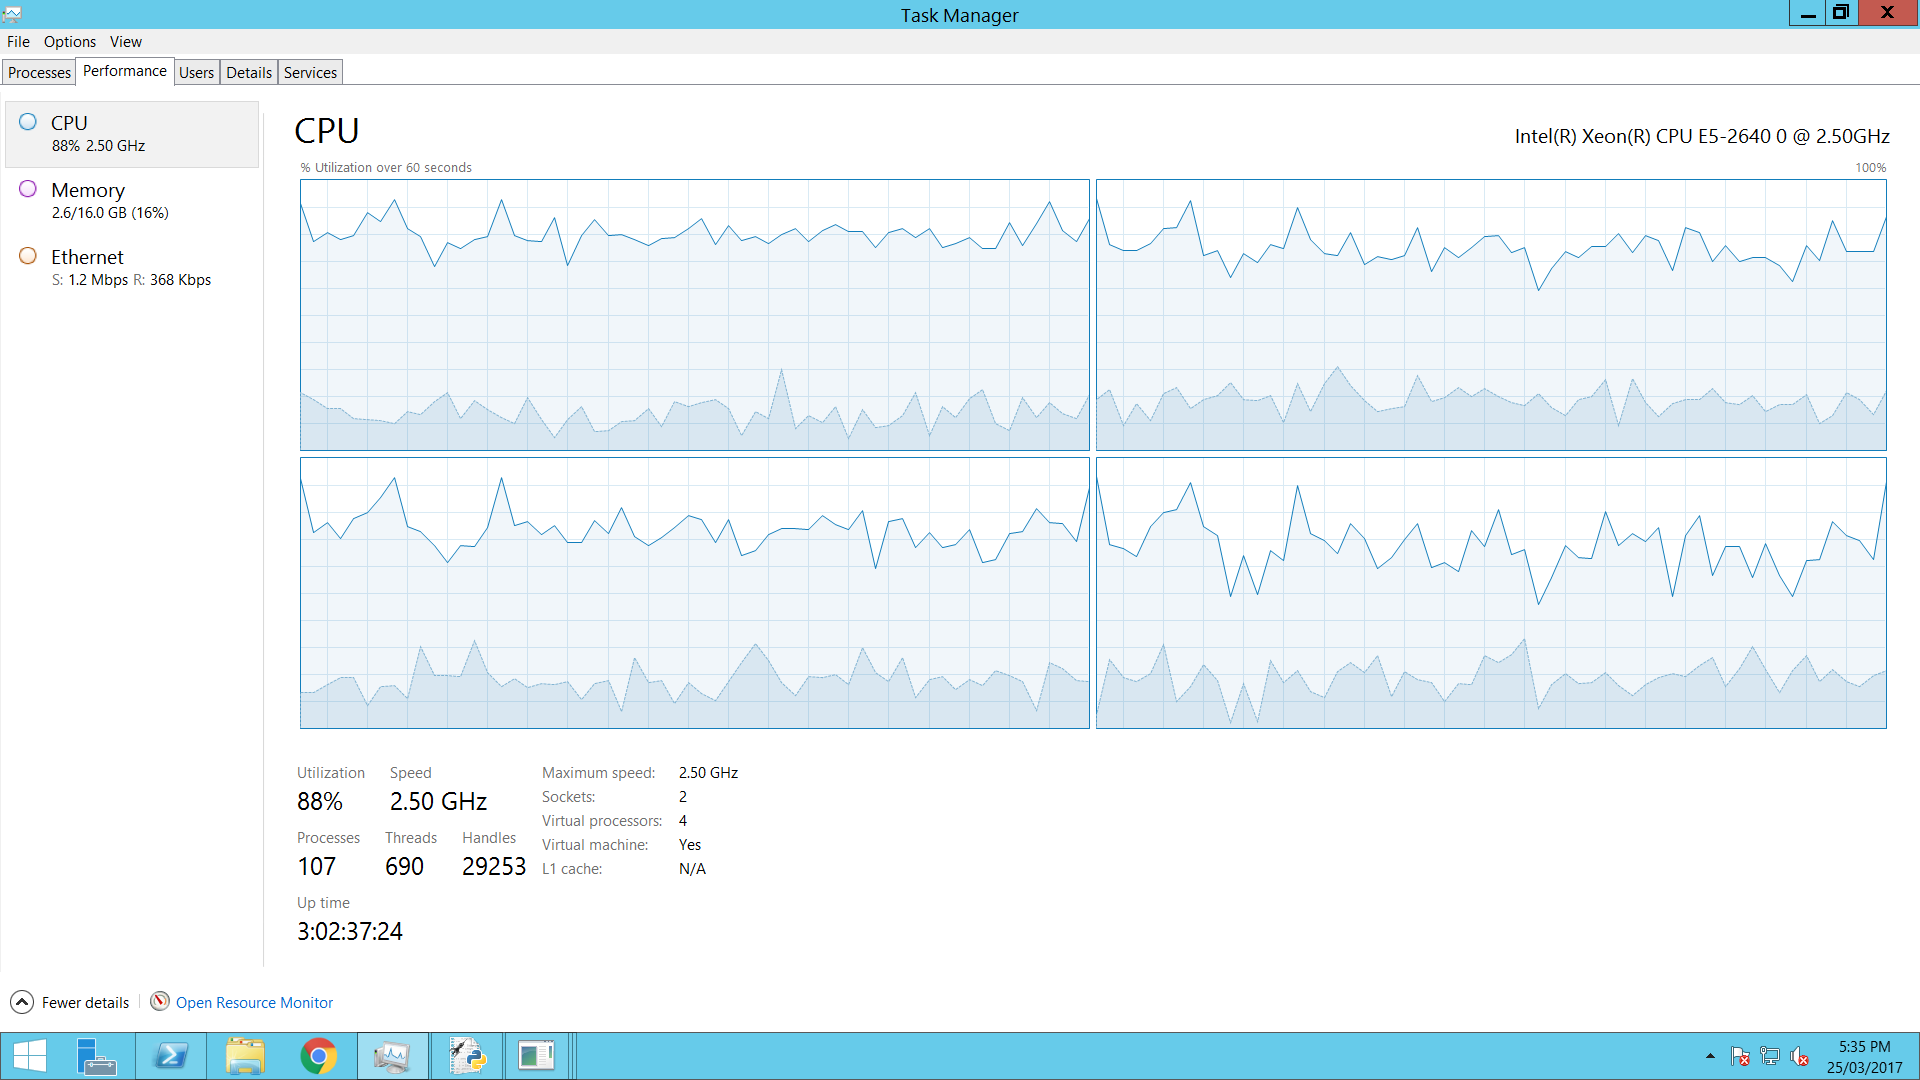 Task Manager
File Options View
Processes Performance Users Details Services
CPU
88% 2.50 GHz
Memory
2.6/16.0 GB (16%)
Ethernet
S: 1.2 Mbps R: 368 Kbps
CPU
Intel(R) Xeon(R) CPU E5-2640 0 @ 2.50GHz
% Utilization over 60 seconds
100%
Utilization Speed
88% 2.50 GHz
Processes Threads Handles
107 690 29253
Up time
3:02:37:24
Maximum speed: 2.50 GHz
Sockets: 2
Virtual processors: 4
Virtual machine: Yes
L1 cache: N/A
Fewer details Open Resource Monitor
5:35 PM
25/03/2017